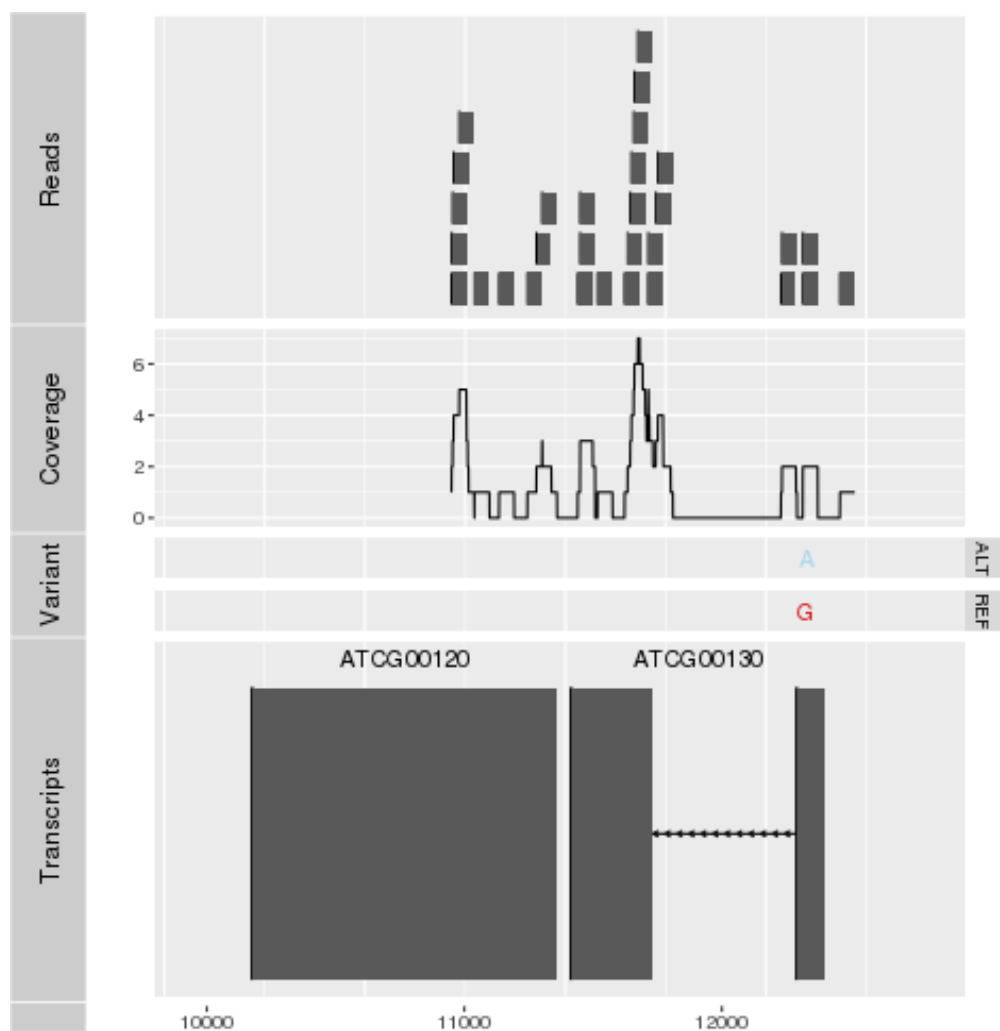 Reads
Coverage
6
4
2
0
Variant
A
ALT
G
REF
Transcripts
ATCG00120 ATCG00130
10000 11000 12000